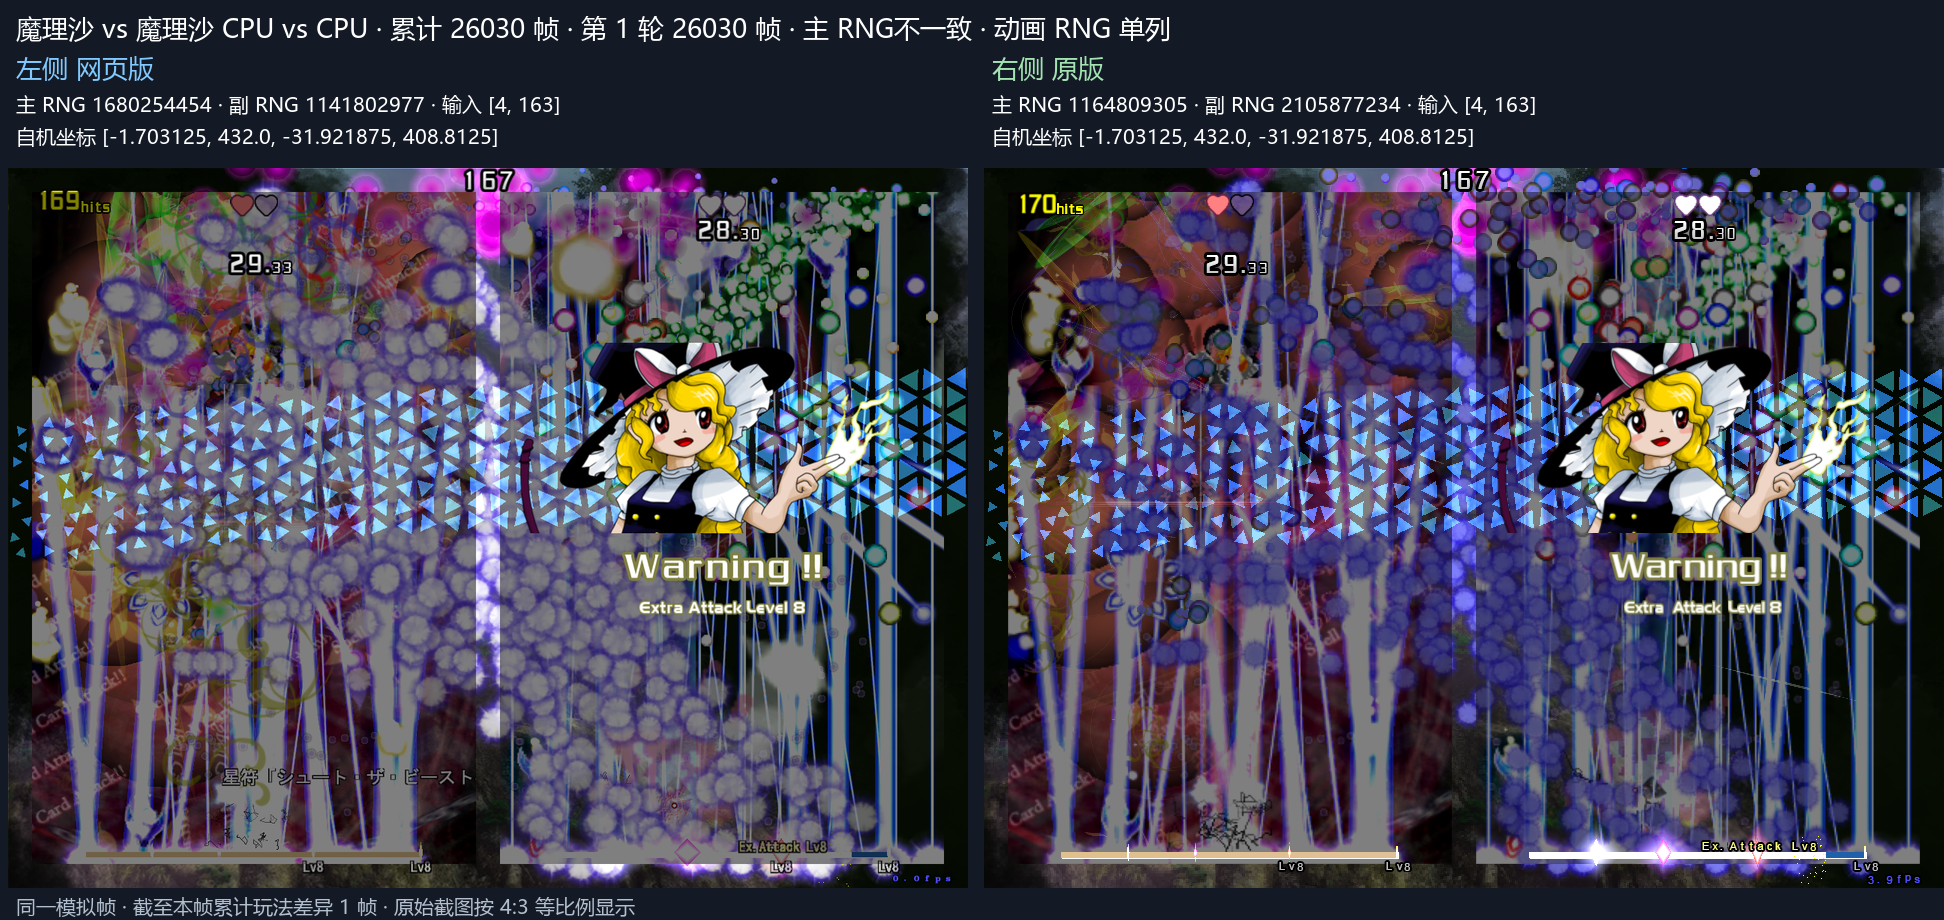 魔理沙 vs 魔理沙 CPU vs CPU · 累计 26030 帧 · 第 1 轮 26030 帧 · 主 RNG不一致 · 动画 RNG 单列
左侧 网页版
主 RNG 1680254454 · 副 RNG 1141802977 · 输入 [4, 163]
自机坐标 [-1.703125, 432.0, -31.921875, 408.8125]
右侧 原版
主 RNG 1164809305 · 副 RNG 2105877234 · 输入 [4, 163]
自机坐标 [-1.703125, 432.0, -31.921875, 408.8125]
167
169hits
28.30
29.33
Warning !!
Extra Attack Level 8
Card Attack!!
星符「シュート・ザ・ビースト
Ex.Attack Lv8
Lv8
Lv8
Lv8
Lv8
0.0fps
167
170hits
28.30
29.33
Warning !!
Extra Attack Level 8
Ex.Attack Lv8
Lv8
Lv8
Lv8
3.9fps
同一模拟帧 · 截至本帧累计玩法差异 1 帧 · 原始截图按 4:3 等比例显示